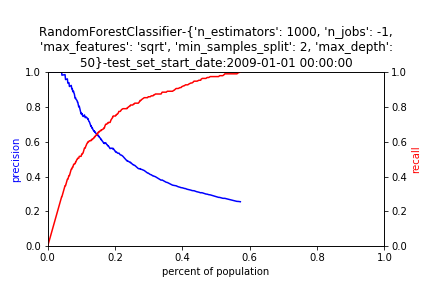 RandomForestClassifier-{'n_estimators': 1000, 'n_jobs': -1,
'max_features': 'sqrt', 'min_samples_split': 2, 'max_depth':
50}-test_set_start_date:2009-01-01 00:00:00
1.0 1.0
0.8 0.8
0.6 0.6
precision recall
0.4 0.4
0.2 0.2
0.0 0.0
0.0 0.2 0.4 0.6 0.8 1.0
percent of population